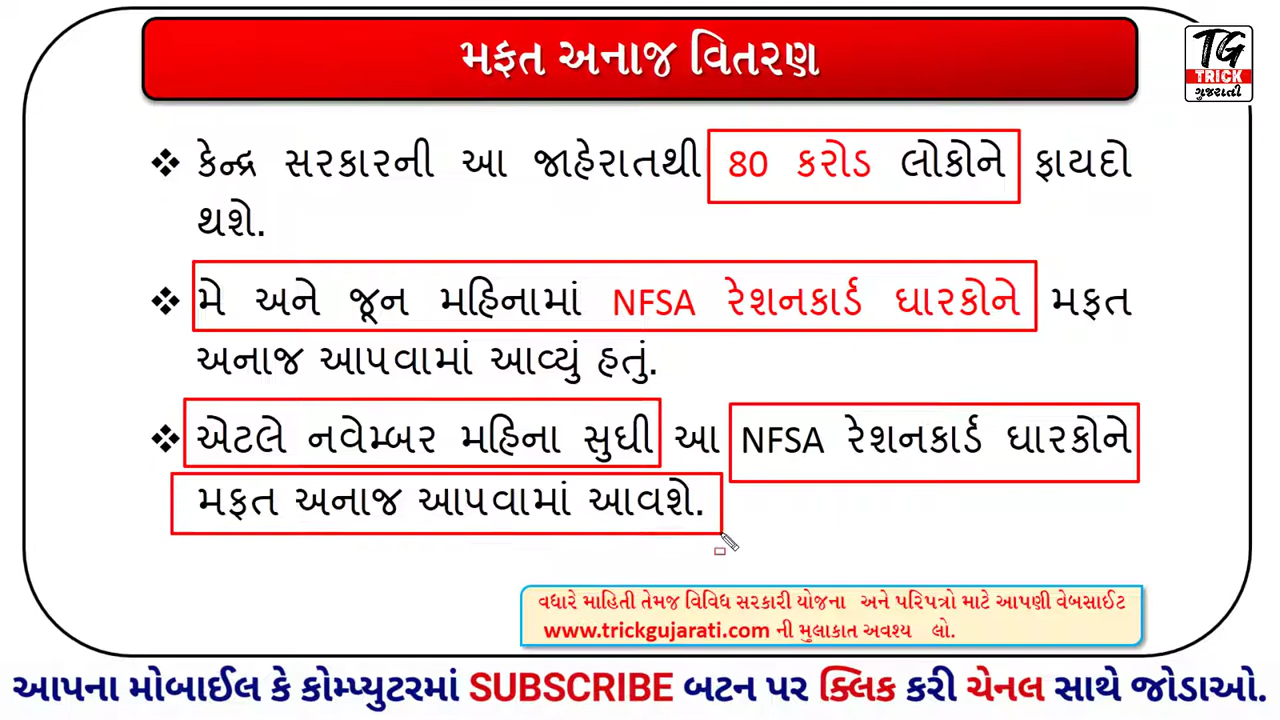 મફત અનાજ વિતરણ
TG
TRICK
ગુજરાતી
❖ કેન્દ્ર સરકારની આ જાહેરાતથી 80 કરોડ લોકોને ફાયદો
થશે.
❖ મે અને જૂન મહિનામાં NFSA રેશનકાર્ડ ધારકોને મફત
અનાજ આપવામાં આવ્યું હતું.
❖ એટલે નવેમ્બર મહિના સુધી આ NFSA રેશનકાર્ડ ધારકોને
મફત અનાજ આપવામાં આવશે.
વધારે માહિતી તેમજ વિવિધ સરકારી યોજના અને પરિપત્રો માટે આપણી વેબસાઈટ
www.trickgujarati.com ની મુલાકાત અવશ્ય લો.
આપના મોબાઈલ કે કોમ્પ્યુટરમાં SUBSCRIBE બટન પર ક્લિક કરી ચેનલ સાથે જોડાઓ.